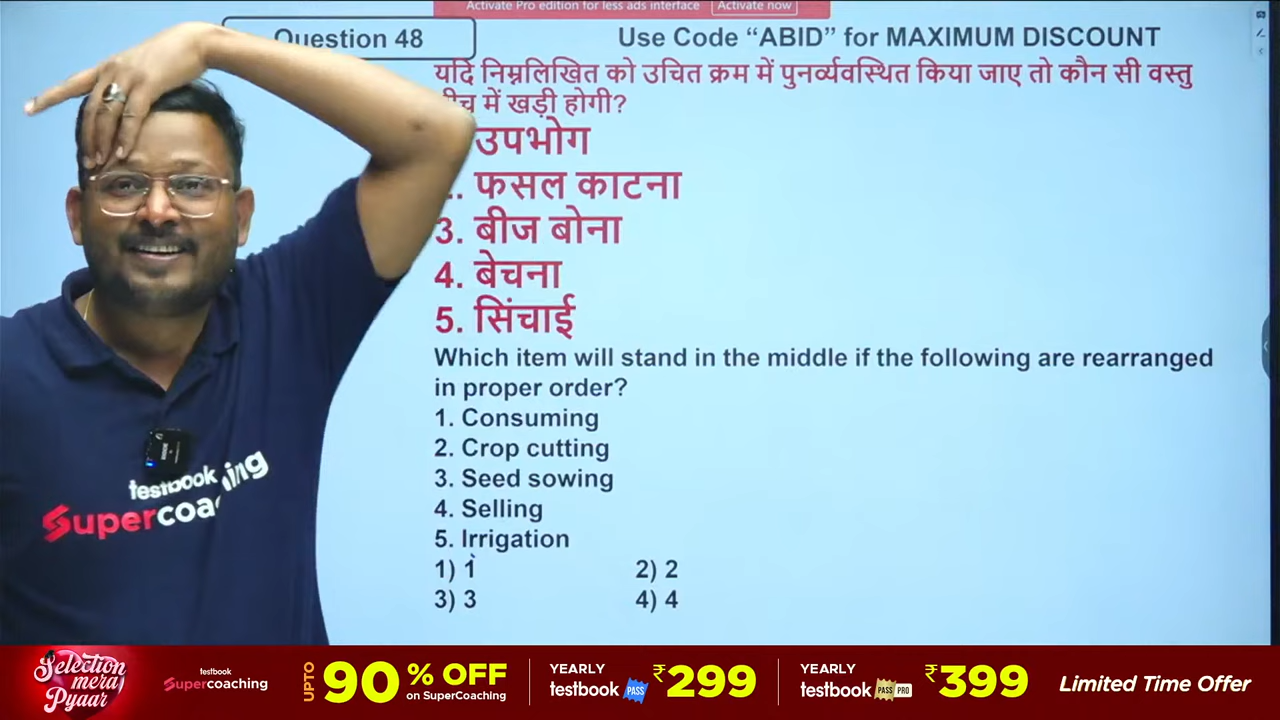 Activate Pro edition for less ads interface Activate now
Question 48
Use Code “ABID” for MAXIMUM DISCOUNT
यदि निम्नलिखित को उचित क्रम में पुनर्व्यवस्थित किया जाए तो कौन सी वस्तु
में खड़ी होगी?
उपभोग
फसल काटना
3. बीज बोना
4. बेचना
5. सिंचाई
Which item will stand in the middle if the following are rearranged
in proper order?
1. Consuming
2. Crop cutting
3. Seed sowing
4. Selling
5. Irrigation
1) 1
2) 2
3) 3
4) 4
testbook
Supercoaching
Selection mera Pyaar
testbook
Supercoaching
UPTO 90% OFF on SuperCoaching
YEARLY testbook PASS ₹299
YEARLY testbook PASS PRO ₹399
Limited Time Offer